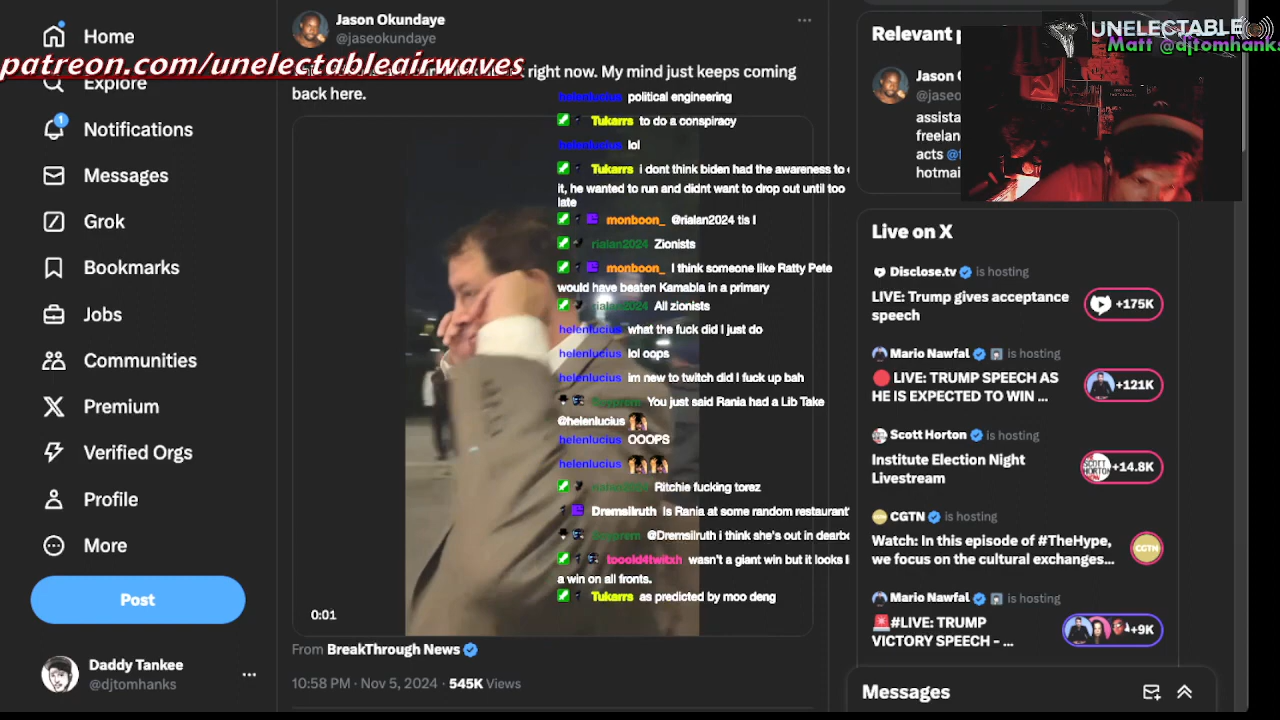 Home
Explore
Notifications
Messages
Grok
Bookmarks
Jobs
Communities
Premium
Verified Orgs
Profile
More
Post
Daddy Tankee
@djtomhanks
patreon.com/unelectableairwaves
Jason Okundaye
@jaseokundaye
right now. My mind just keeps coming
back here.
helenlucius political engineering
Tukarrs to do a conspiracy
helenlucius lol
Tukarrs i dont think biden had the awareness to
it, he wanted to run and didnt want to drop out until too
late
monboon_ @rialan2024 tis I
rialan2024 Zionists
monboon_ I think someone like Ratty Pete
would have beaten Kamabla in a primary
rialan2024 All zionists
helenlucius what the fuck did I just do
helenlucius lol oops
helenlucius im new to twitch did I fuck up bah
You just said Rania had a Lib Take
@helenlucius
helenlucius OOOPS
helenlucius
Ritchie fucking torez
Dremsilruth Is Rania at some random restaurant
@Dremsilruth i think she's out in dearbo
tooold4twitxh wasn't a giant win but it looks li
a win on all fronts.
Tukarrs as predicted by moo deng
0:01
From BreakThrough News
10:58 PM · Nov 5, 2024 · 545K Views
Relevant p
UNELECTABLE
Matt @djtomhanks
Jason O
@jaseo
assista
freelan
acts @
hotmai
Live on X
Disclose.tv is hosting
LIVE: Trump gives acceptance
speech
+175K
Mario Nawfal is hosting
LIVE: TRUMP SPEECH AS
HE IS EXPECTED TO WIN ...
+121K
Scott Horton is hosting
Institute Election Night
Livestream
SCOTT HORTON
+14.8K
CGTN is hosting
Watch: In this episode of #TheHype,
we focus on the cultural exchanges...
CGTN
Mario Nawfal is hosting
#LIVE: TRUMP
VICTORY SPEECH - ...
+9K
Messages